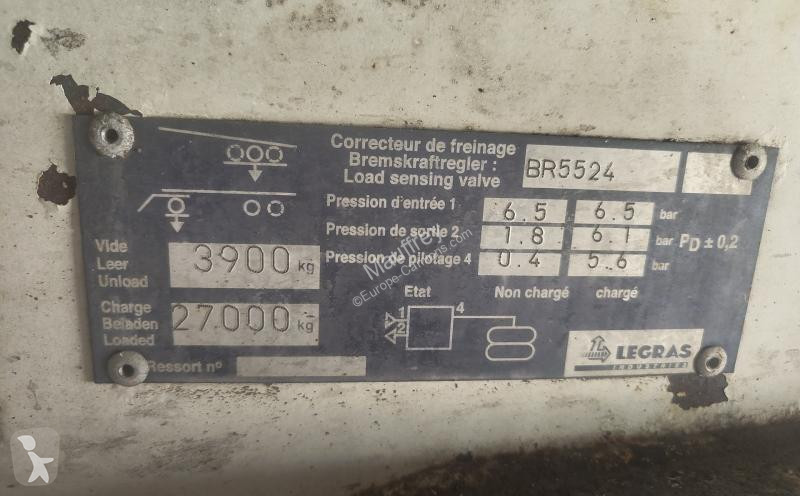 Correcteur de freinage
Bremskraftregler :
Load sensing valve
BR5524
Pression d'entrée 1 6.5 6.5 bar
Pression de sortie 2 1.8 6.1 bar PD ± 0,2
Pression de pilotage 4 0.4 5.6 bar
Etat Non chargé chargé
Vide
Leer
Unload
3900 kg
Charge
Beladen
Loaded
27000 kg
Ressort nº
1
2
4
LEGRAS
INDUSTRIES
Mauffrey
©Europe-Camions.com